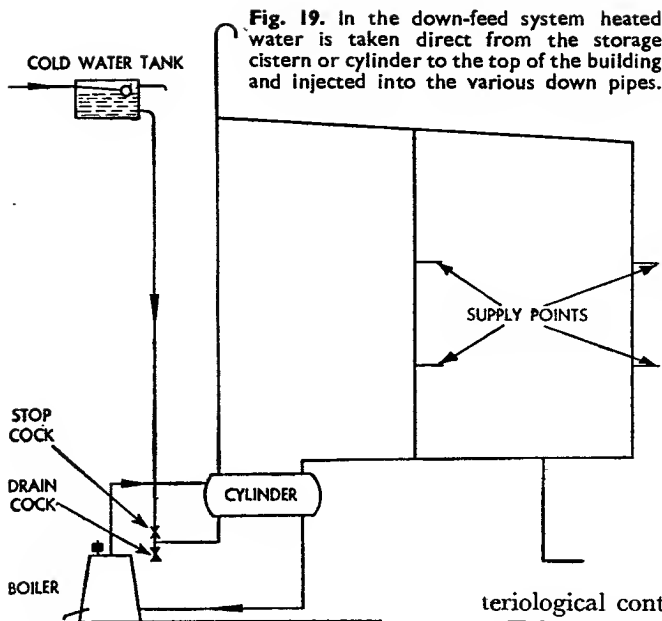 Fig. 19. In the down-feed system heated
water is taken direct from the storage
cistern or cylinder to the top of the building
and injected into the various down pipes.
COLD WATER TANK
SUPPLY POINTS
STOP
COCK
DRAIN
COCK
CYLINDER
BOILER
teriological cont